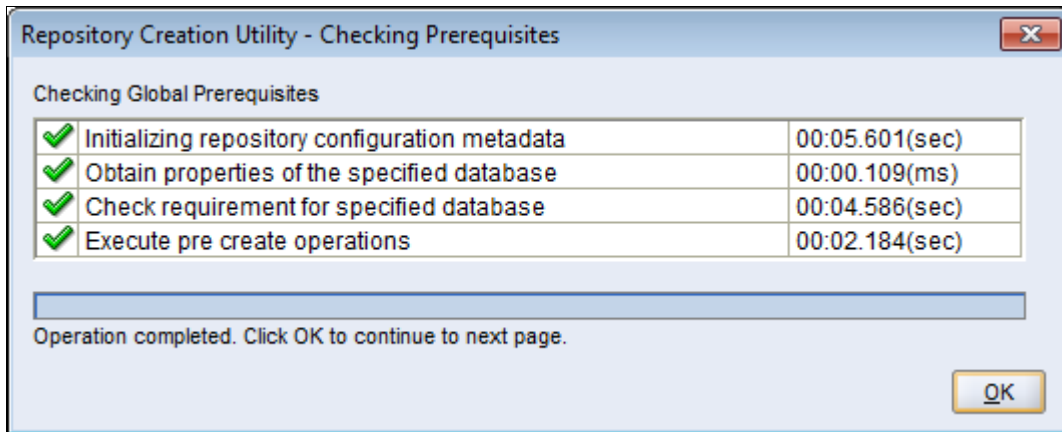 Repository Creation Utility - Checking Prerequisites
Checking Global Prerequisites
Initializing repository configuration metadata 00:05.601(sec)
Obtain properties of the specified database 00:00.109(ms)
Check requirement for specified database 00:04.586(sec)
Execute pre create operations 00:02.184(sec)
Operation completed. Click OK to continue to next page.
OK